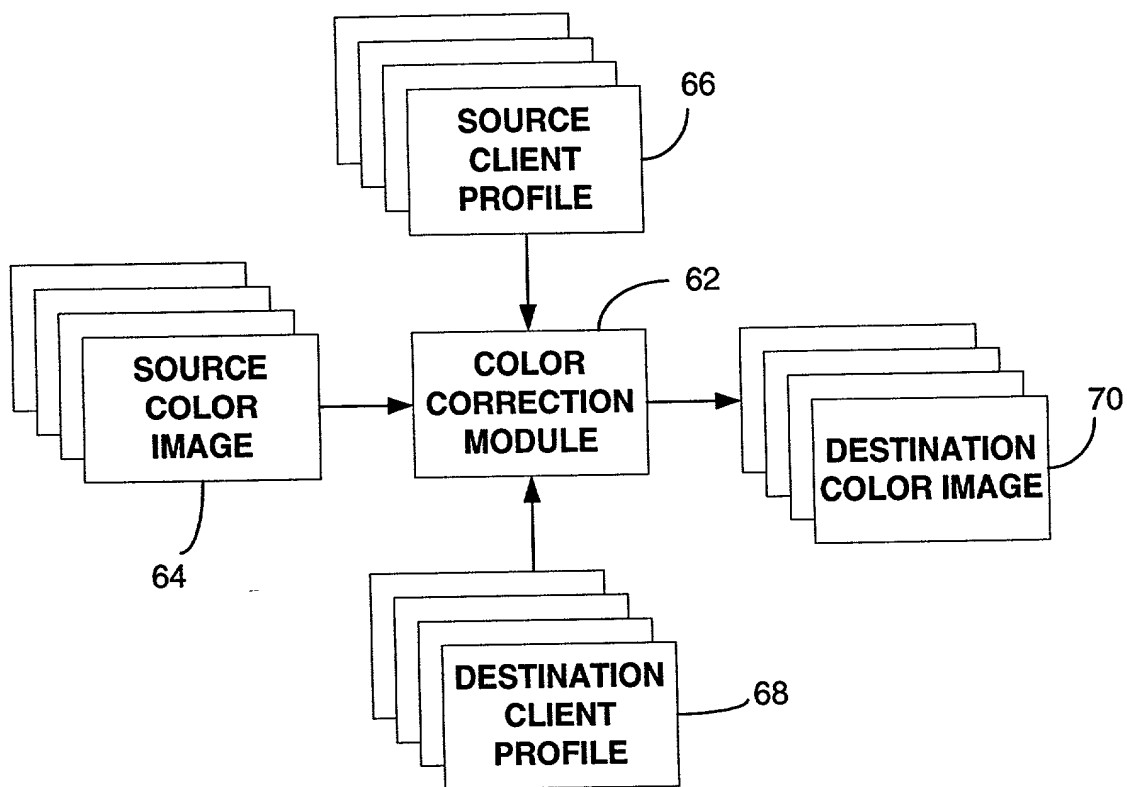 66
SOURCE
CLIENT
PROFILE
62
SOURCE
COLOR
IMAGE
64
COLOR
CORRECTION
MODULE
70
DESTINATION
COLOR IMAGE
DESTINATION
CLIENT
PROFILE
68